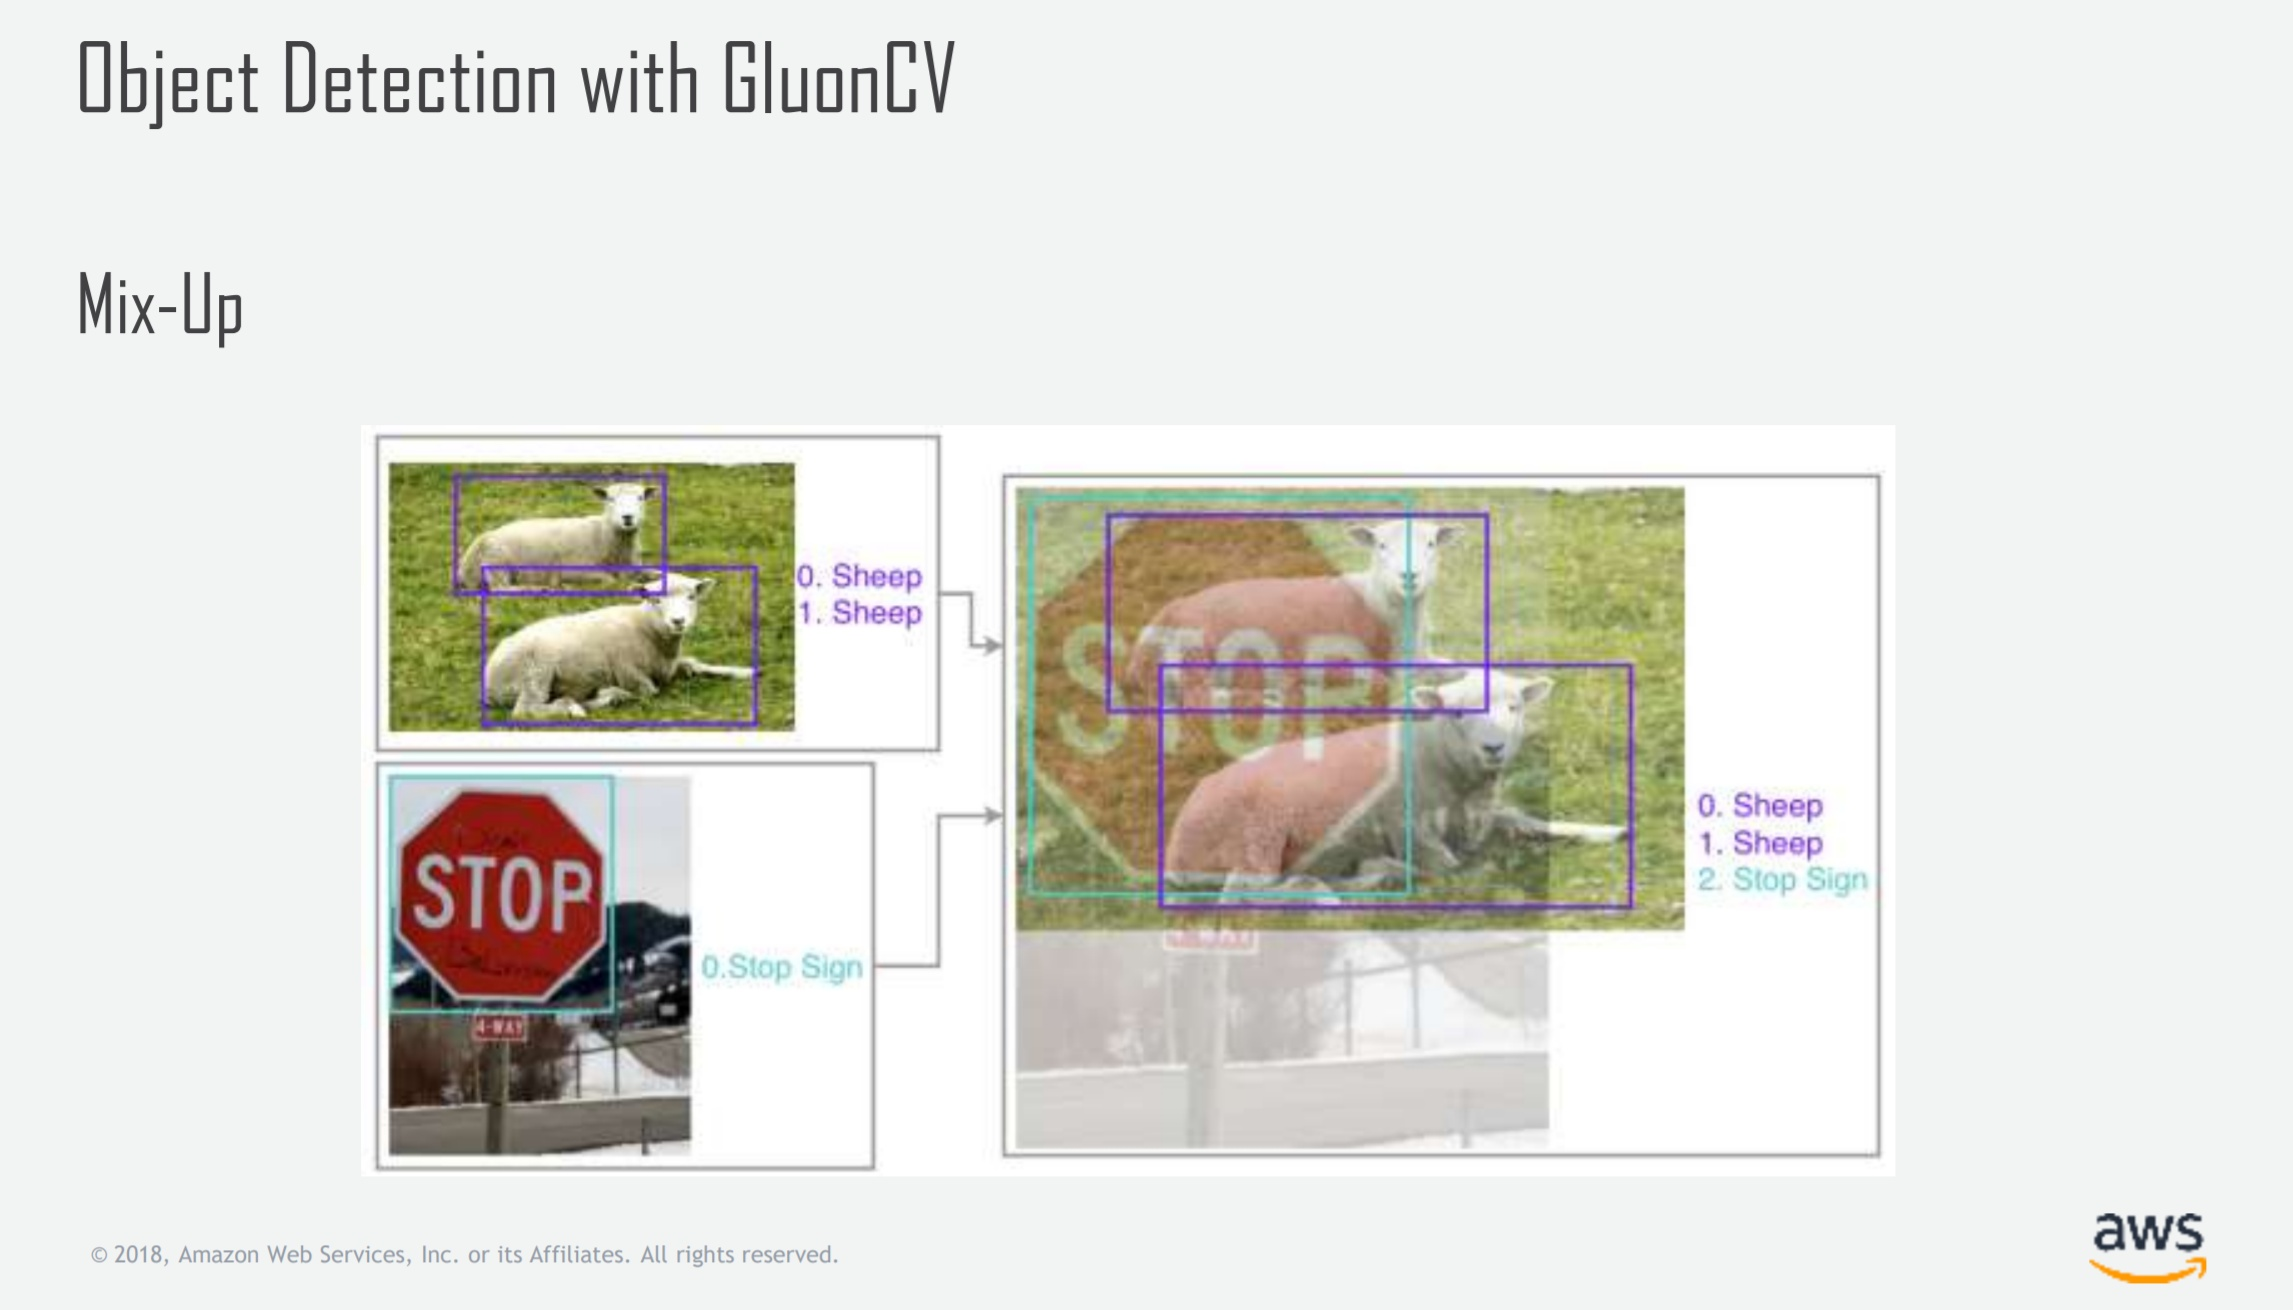 Object Detection with GluonCV
Mix-Up
0. Sheep
1. Sheep
STOP
4-WAY
0.Stop Sign
STOP
0. Sheep
1. Sheep
2. Stop Sign
© 2018, Amazon Web Services, Inc. or its Affiliates. All rights reserved.
aws